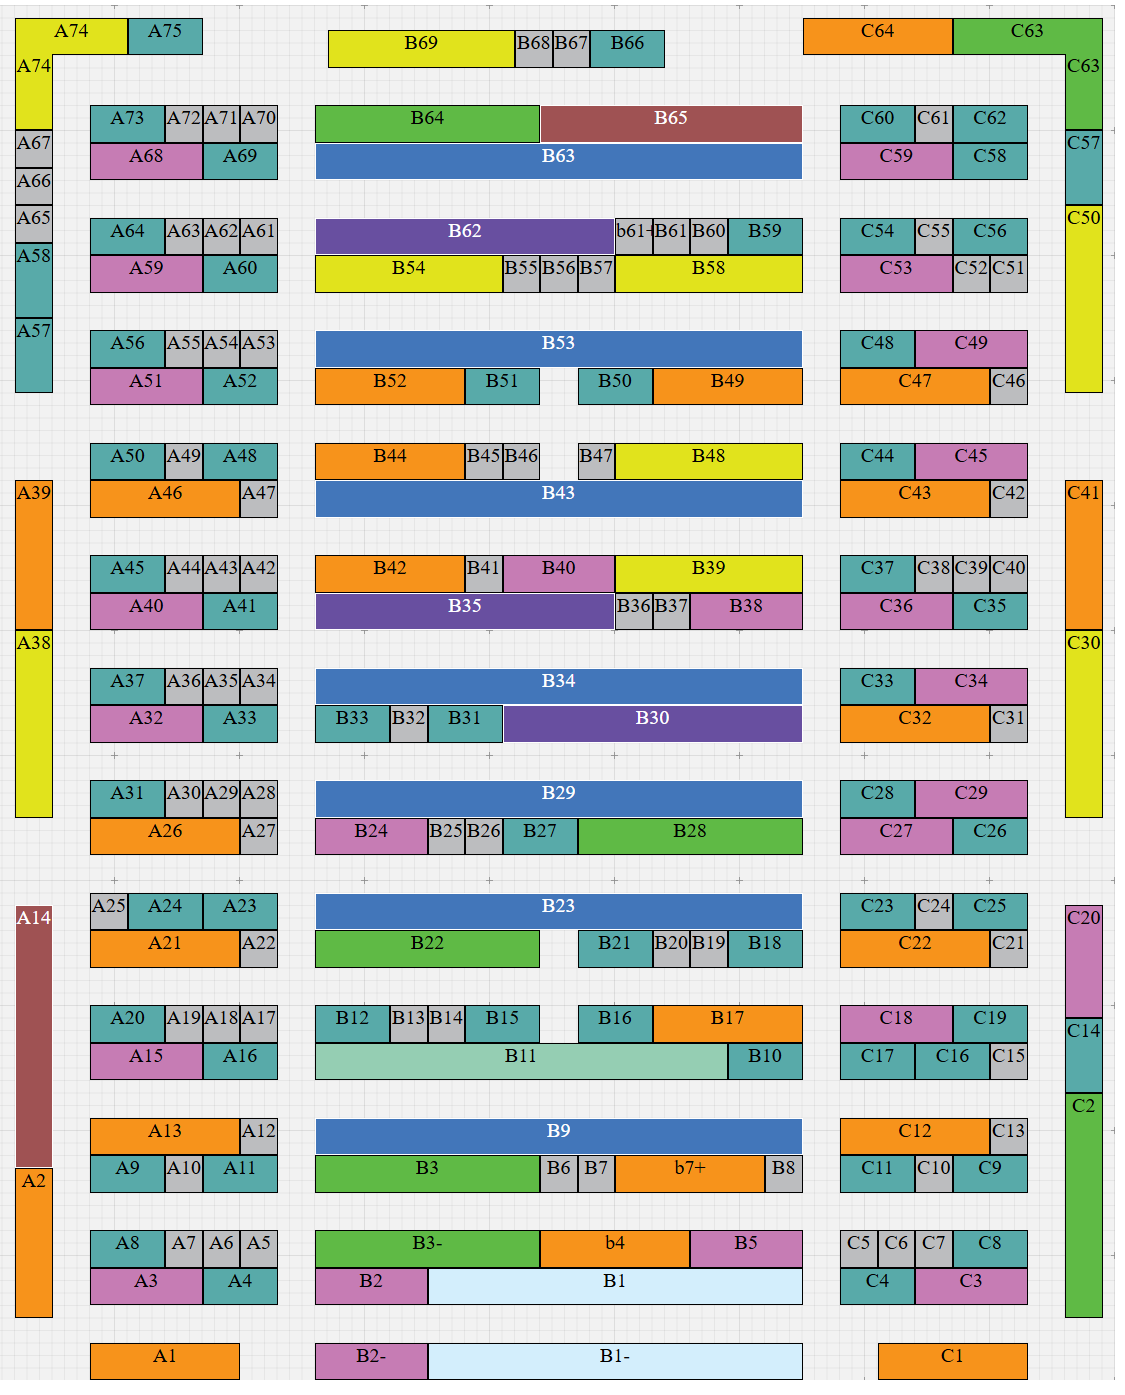 A74 A75 B69 B68 B67 B66 C64 C63
A74 C63
A73 A72 A71 A70 B64 B65 C60 C61 C62
A67 A68 A69 B63 C59 C58 C57
A66
A65 A64 A63 A62 A61 B62 b61+ B61 B60 B59 C54 C55 C56 C50
A58 A59 A60 B54 B55 B56 B57 B58 C53 C52 C51
A57 A56 A55 A54 A53 B53 C48 C49
A51 A52 B52 B51 B50 B49 C47 C46
A50 A49 A48 B44 B45 B46 B47 B48 C44 C45
A39 A46 A47 B43 C43 C42 C41
A45 A44 A43 A42 B42 B41 B40 B39 C37 C38 C39 C40
A40 A41 B35 B36 B37 B38 C36 C35
A38 C30
A37 A36 A35 A34 B34 C33 C34
A32 A33 B33 B32 B31 B30 C32 C31
A31 A30 A29 A28 B29 C28 C29
A26 A27 B24 B25 B26 B27 B28 C27 C26
A14 A25 A24 A23 B23 C23 C24 C25 C20
A21 A22 B22 B21 B20 B19 B18 C22 C21
A20 A19 A18 A17 B12 B13 B14 B15 B16 B17 C18 C19 C14
A15 A16 B11 B10 C17 C16 C15
A13 A12 B9 C12 C13 C2
A2 A9 A10 A11 B3 B6 B7 b7+ B8 C11 C10 C9
A8 A7 A6 A5 B3- b4 B5 C5 C6 C7 C8
A3 A4 B2 B1 C4 C3
A1 B2- B1- C1